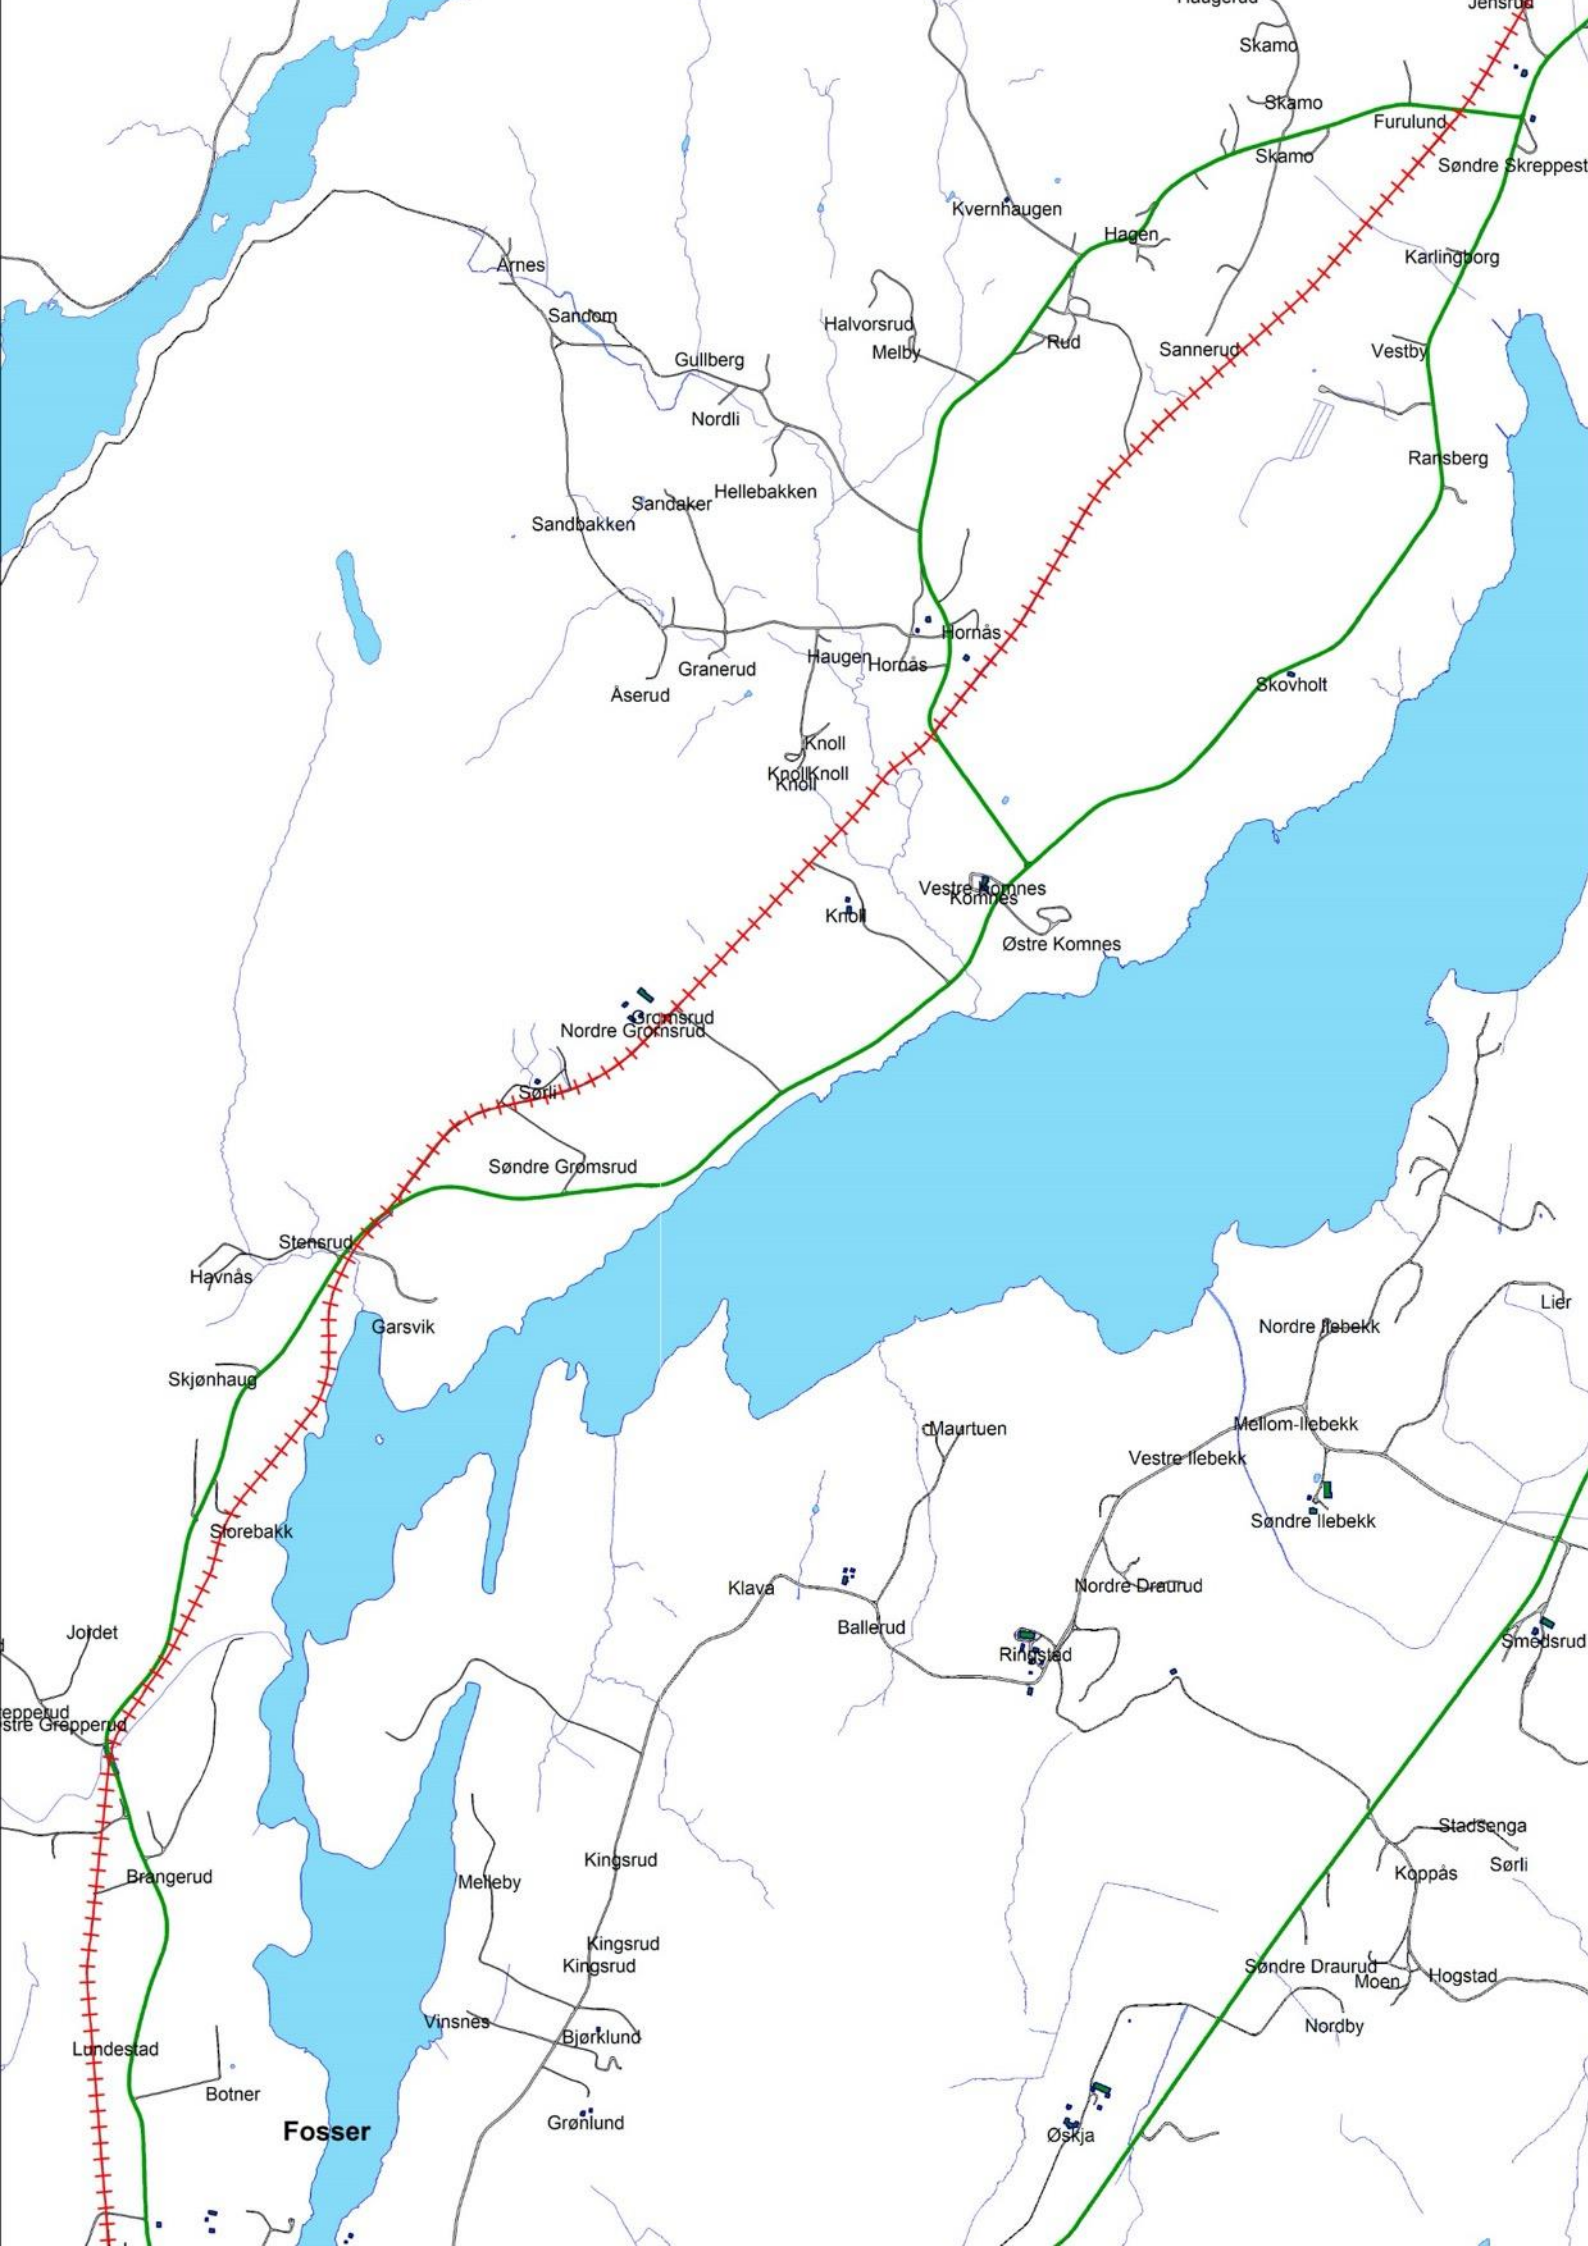 Jensrud
Skamo
Skamo
Furulund
Skamo
Søndre Skreppest
Kvernhaugen
Hagen
Karlingborg
Arnes
Sandom
Halvorsrud
Melby
Rud
Sannerud
Vestby
Gullberg
Nordli
Ransberg
Hellebakken
Sandaker
Sandbakken
Hornås
Haugen
Hornås
Granerud
Åserud
Skovholt
Knoll
Knoll
Knoll
Knoll
Vestre Komnes
Komnes
Knoll
Østre Komnes
Gromsrud
Nordre Gromsrud
Sørli
Søndre Gromsrud
Stensrud
Havnås
Garsvik
Lier
Nordre Ilebekk
Skjønhaug
Mellom-Ilebekk
Maurtuen
Vestre Ilebekk
Søndre Ilebekk
Storebakk
Klava
Nordre Draurud
Ballerud
Jordet
Ringstad
Smedsrud
epperud
stre Grepperud
Stadsenga
Sørli
Koppås
Kingsrud
Brangerud
Melleby
Kingsrud
Kingsrud
Søndre Draurud
Moen
Hogstad
Vinsnes
Bjørklund
Nordby
Lundestad
Botner
Grønlund
Fosser
Øskja